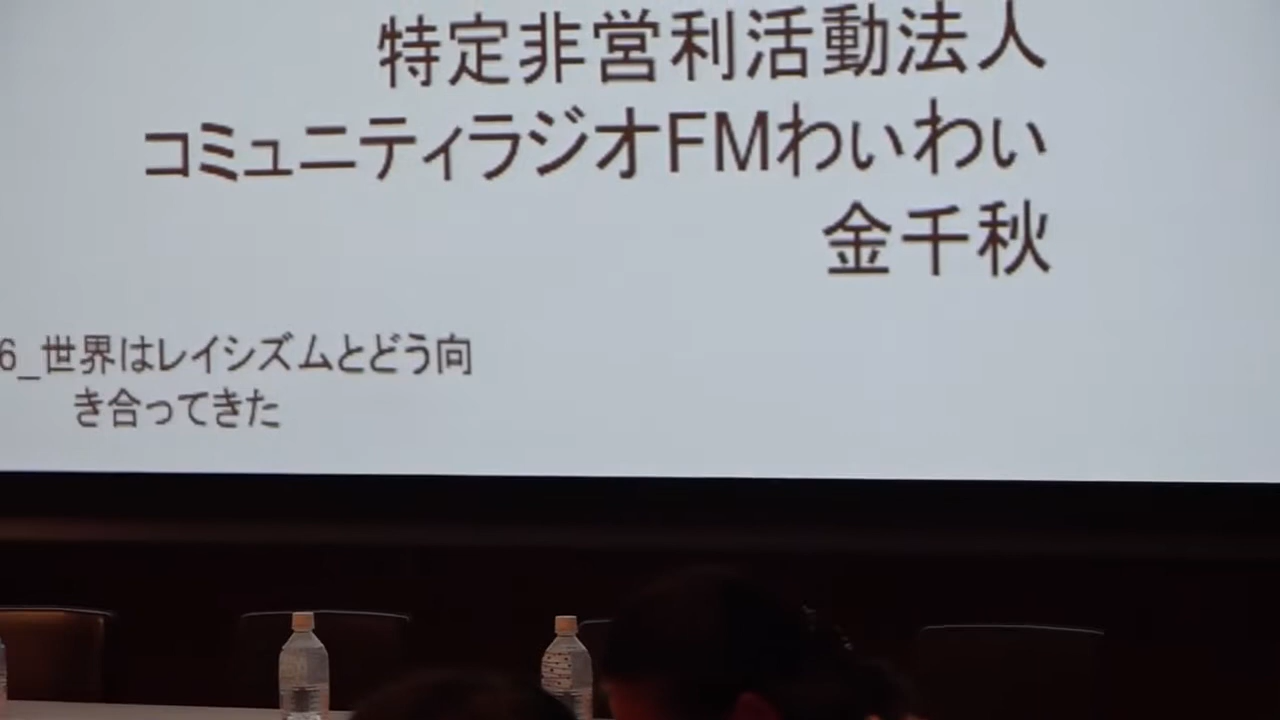 特定非営利活動法人
コミュニティラジオFMわぃわぃ
金千秋
6_世界はレイシズムとどう向
き合ってきた